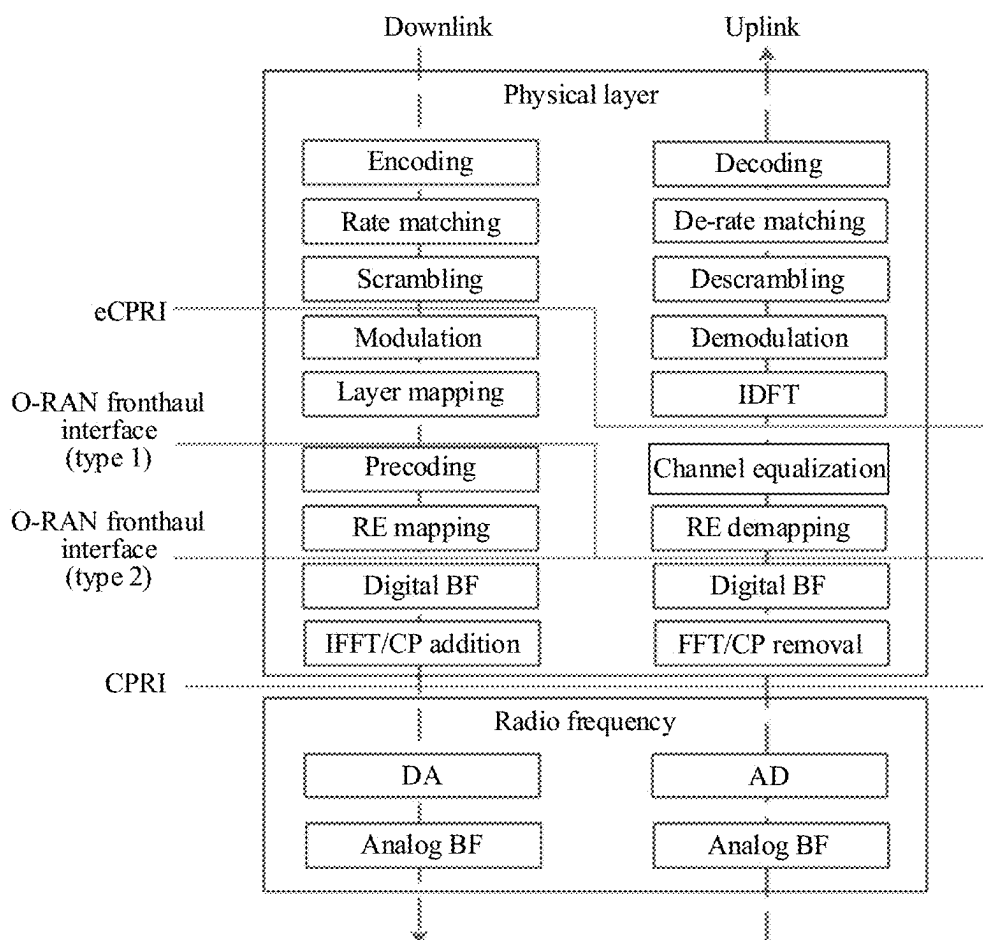 Downlink
Uplink
Physical layer
Encoding
Decoding
Rate matching
De-rate matching
Scrambling
Descrambling
eCPRI
Modulation
Demodulation
Layer mapping
IDFT
O-RAN fronthaul
interface
(type 1)
Precoding
Channel equalization
O-RAN fronthaul
interface
(type 2)
RE mapping
RE demapping
Digital BF
Digital BF
IFFT/CP addition
FFT/CP removal
CPRI
Radio frequency
DA
AD
Analog BF
Analog BF